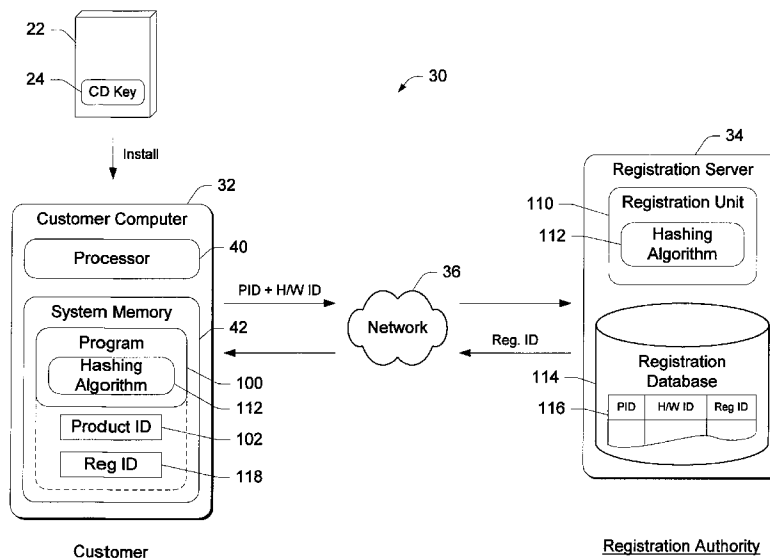 22
24
CD Key
30
Install
34
Registration Server
32
110
Registration Unit
Customer Computer
112
Hashing
Algorithm
40
Processor
36
PID + H/W ID
System Memory
42
Network
Program
Reg. ID
Hashing
Algorithm
100
114
Registration
Database
112
116
PID
H/W ID
Reg ID
Product ID
102
Reg ID
118
Customer
Registration Authority